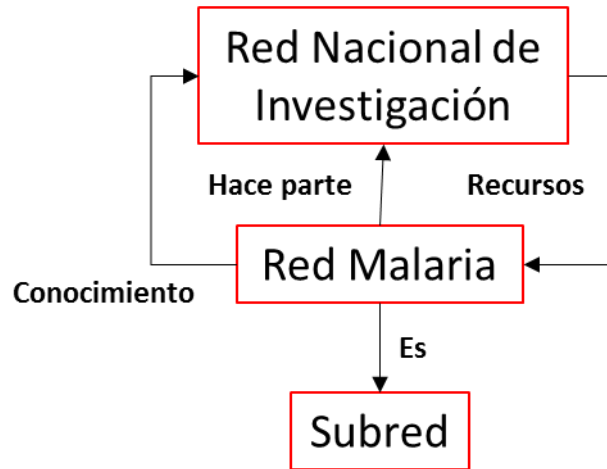 Red Nacional de
Investigación
Hace parte
Recursos
Red Malaria
Conocimiento
Es
Subred